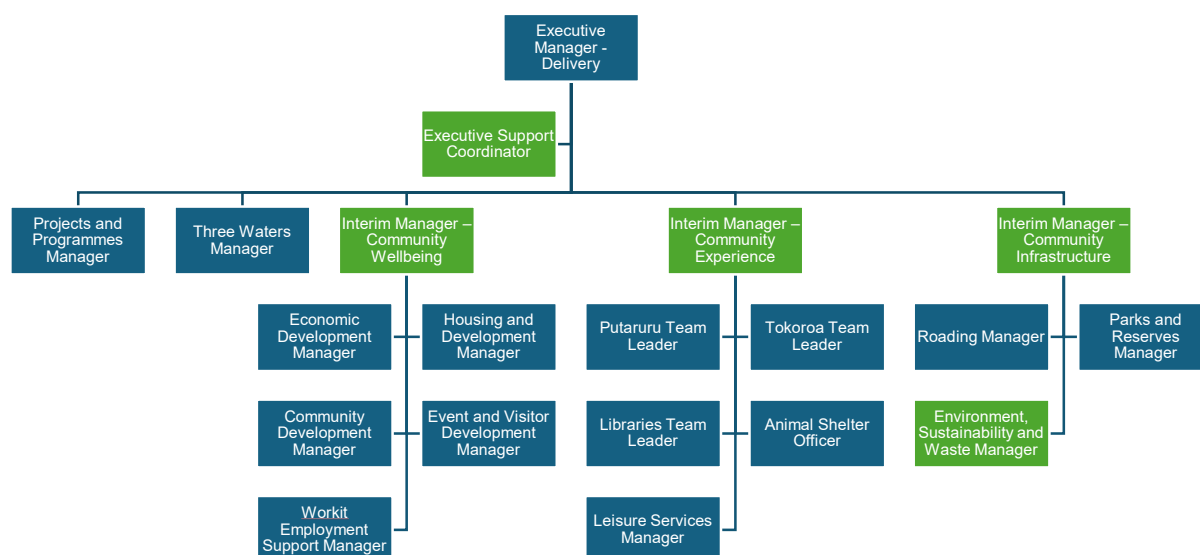 Executive
Manager -
Delivery
Executive Support
Coordinator
Projects and
Programmes
Manager
Three Waters
Manager
Interim Manager –
Community
Wellbeing
Interim Manager –
Community
Experience
Interim Manager –
Community
Infrastructure
Economic
Development
Manager
Housing and
Development
Manager
Putaruru Team
Leader
Tokoroa Team
Leader
Roading Manager
Parks and
Reserves
Manager
Community
Development
Manager
Event and Visitor
Development
Manager
Libraries Team
Leader
Animal Shelter
Officer
Environment,
Sustainability and
Waste Manager
Workit
Employment
Support Manager
Leisure Services
Manager